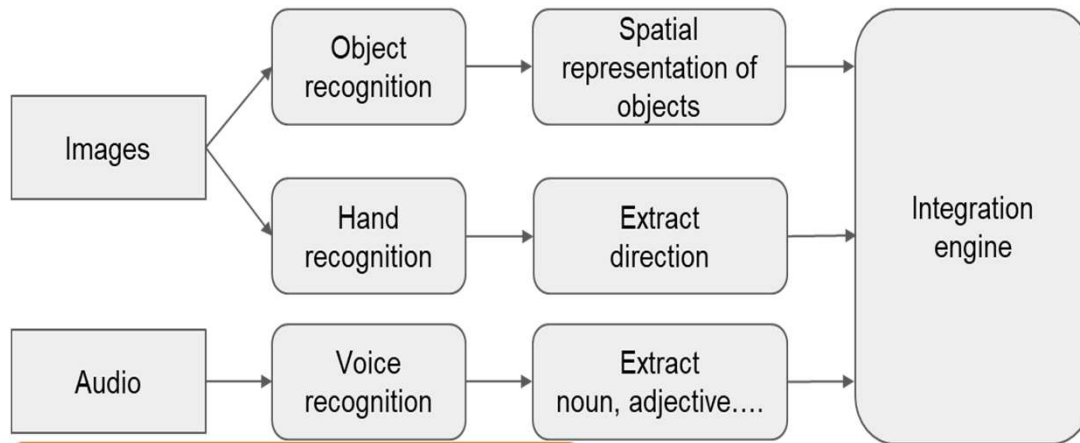 Images
Object
recognition
Spatial
representation of
objects
Hand
recognition
Extract
direction
Audio
Voice
recognition
Extract
noun, adjective....
Integration
engine